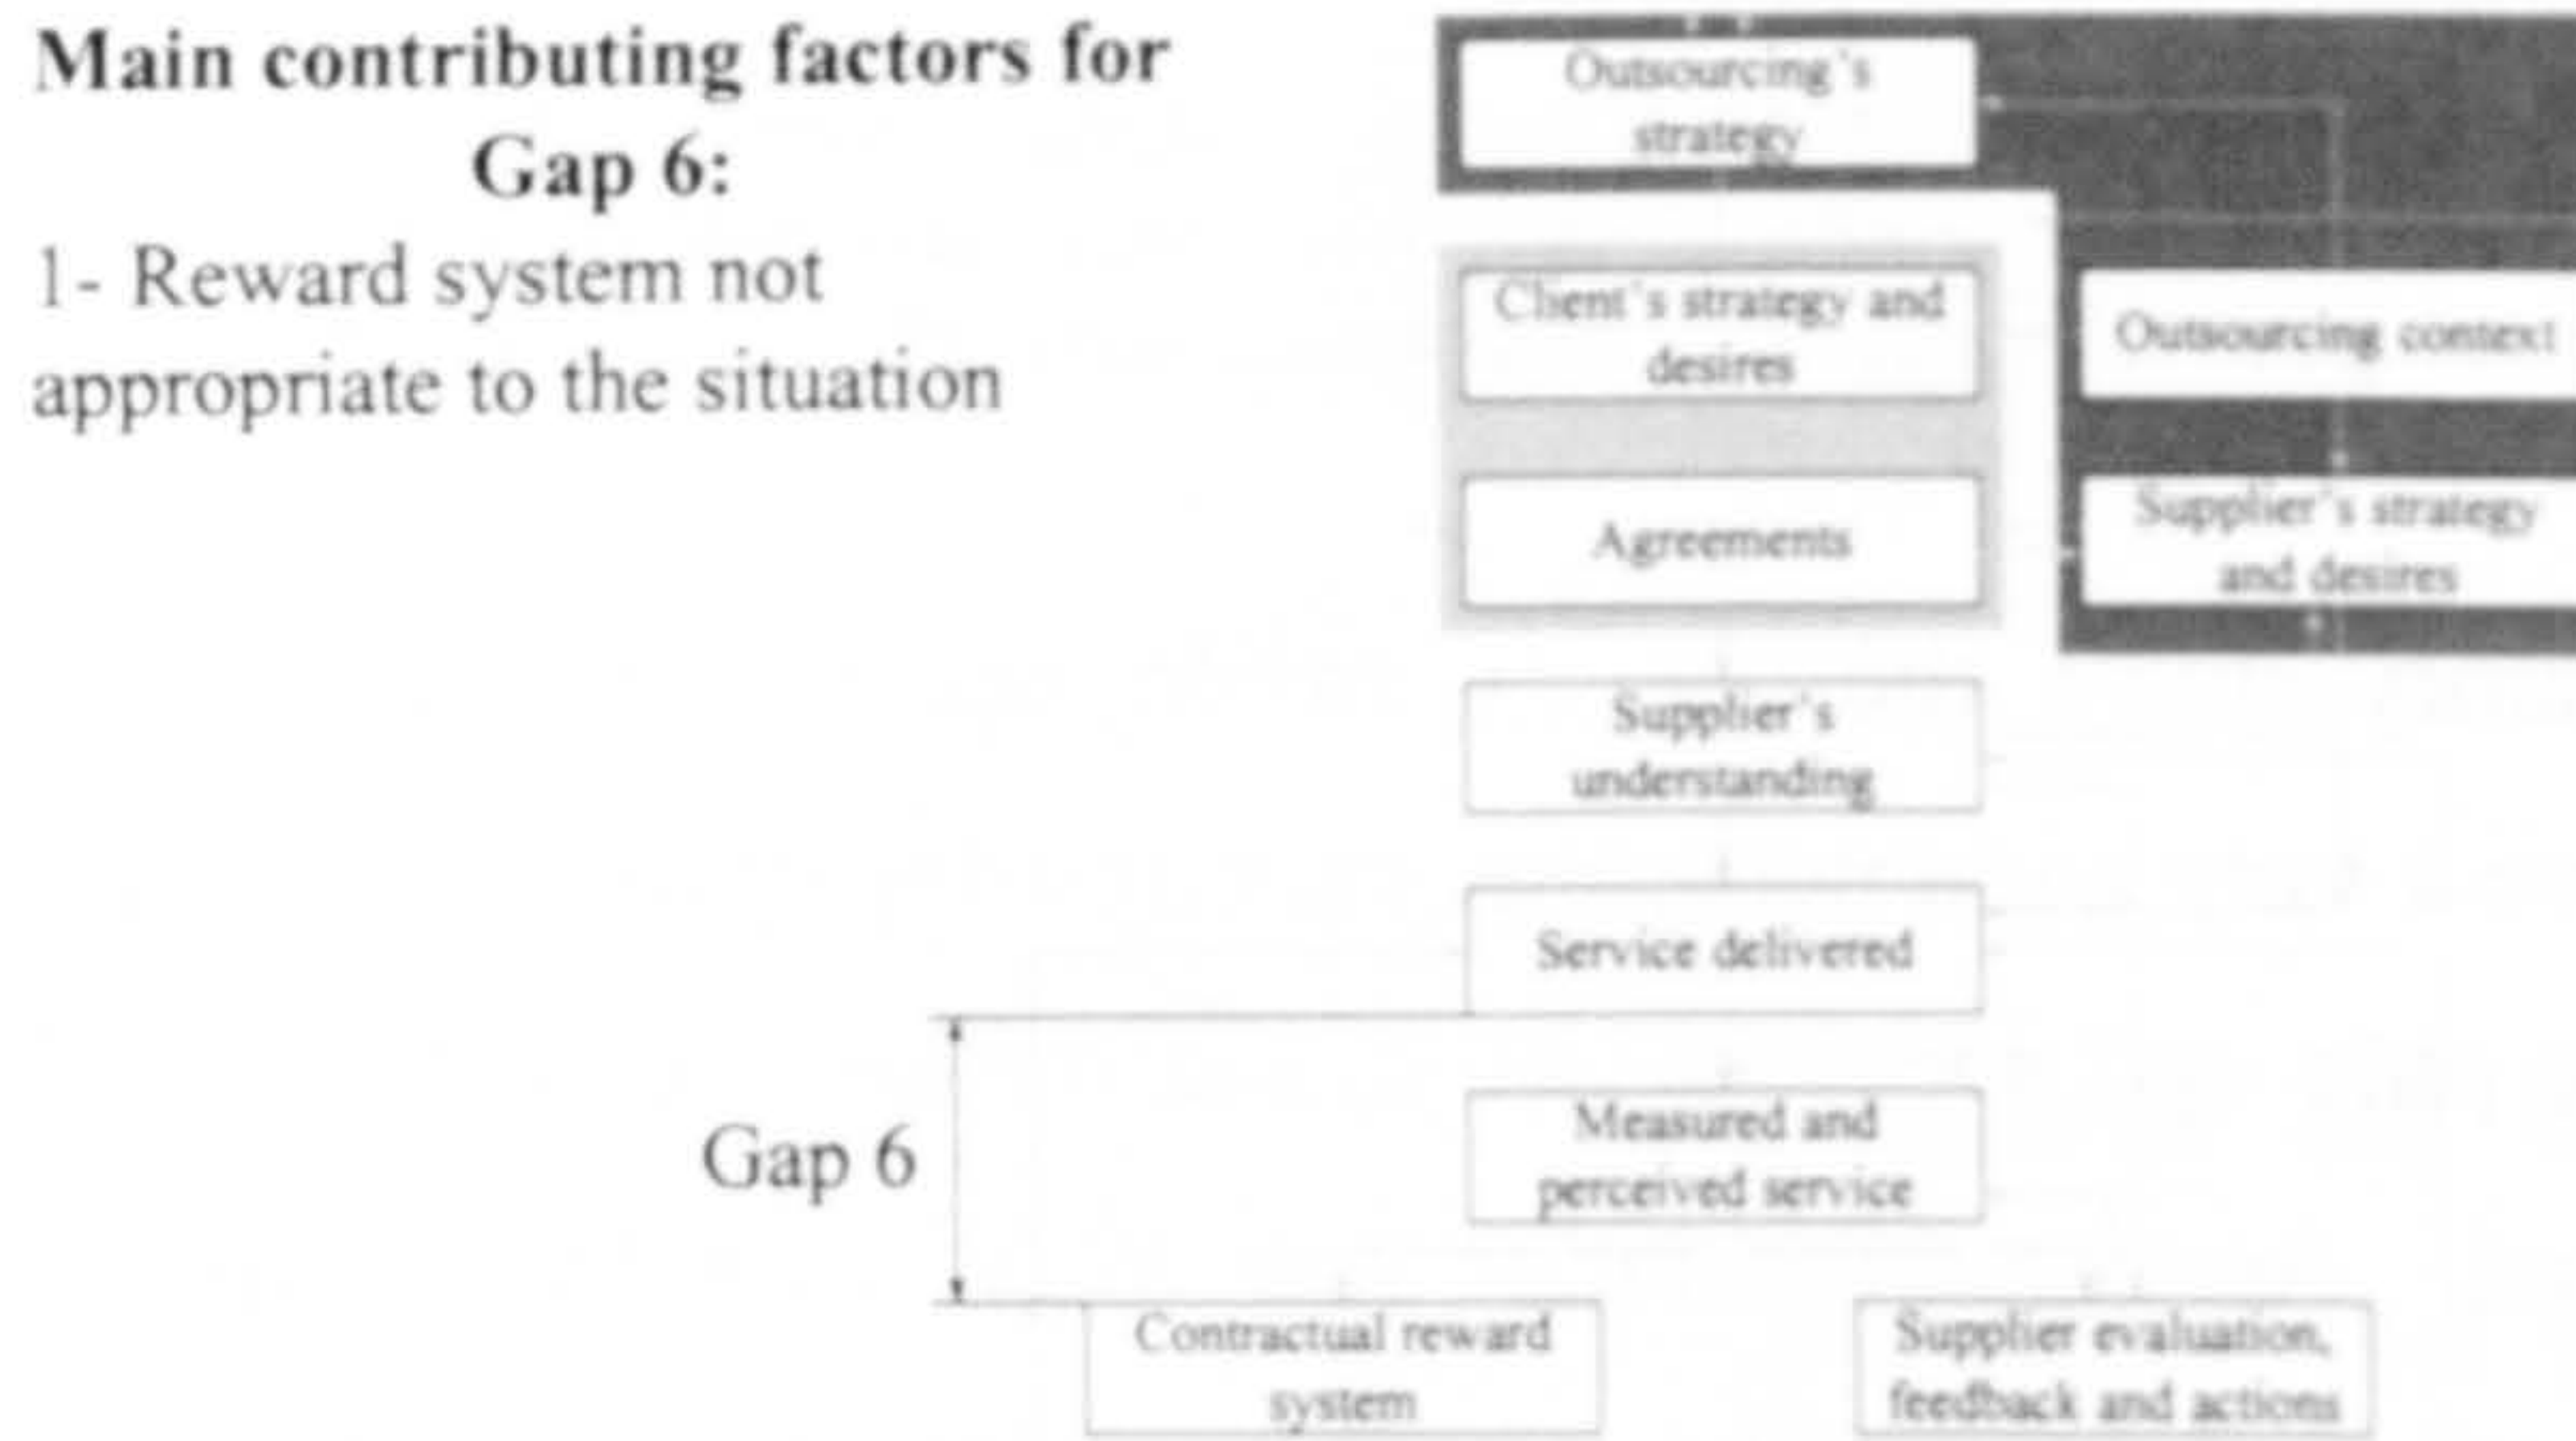 Main contributing factors for
Gap 6:
1- Reward system not
appropriate to the situation
Outsourcing's
strategy
Client's strategy and
desires
Outsourcing context
Agreements
Supplier's strategy
and desires
Supplier's
understanding
Service delivered
Gap 6
Measured and
perceived service
Contractual reward
system
Supplier evaluation,
feedback and actions